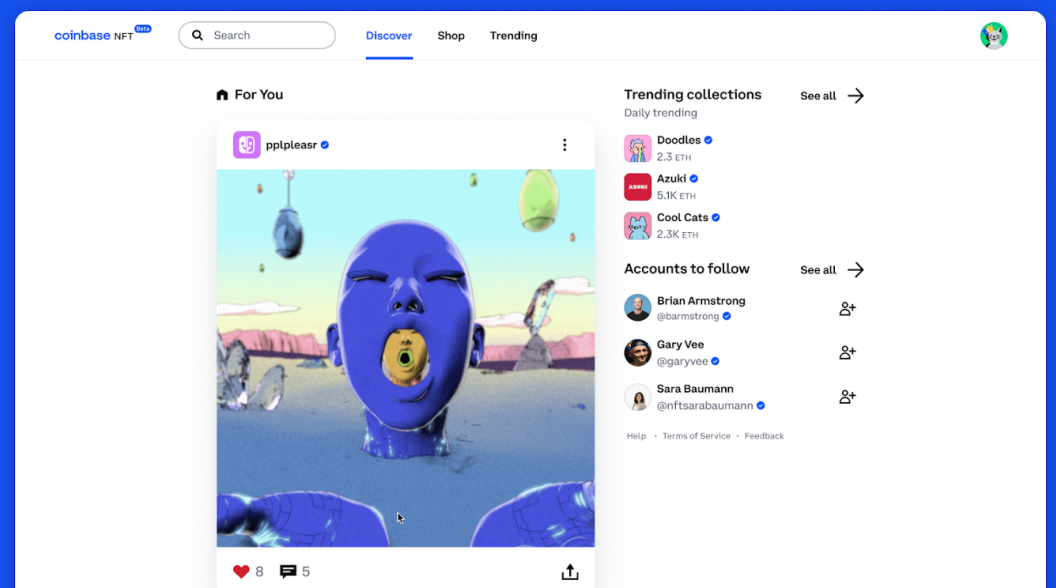 coinbase NFT Beta
Search
Discover
Shop
Trending
For You
pplpleasr
8
5
Trending collections
See all
Daily trending
Doodles
2.3 ETH
AZUKI
Azuki
5.1K ETH
Cool Cats
2.3K ETH
Accounts to follow
See all
Brian Armstrong
@barmstrong
Gary Vee
@garyvee
Sara Baumann
@nftsarabaumann
Help · Terms of Service · Feedback